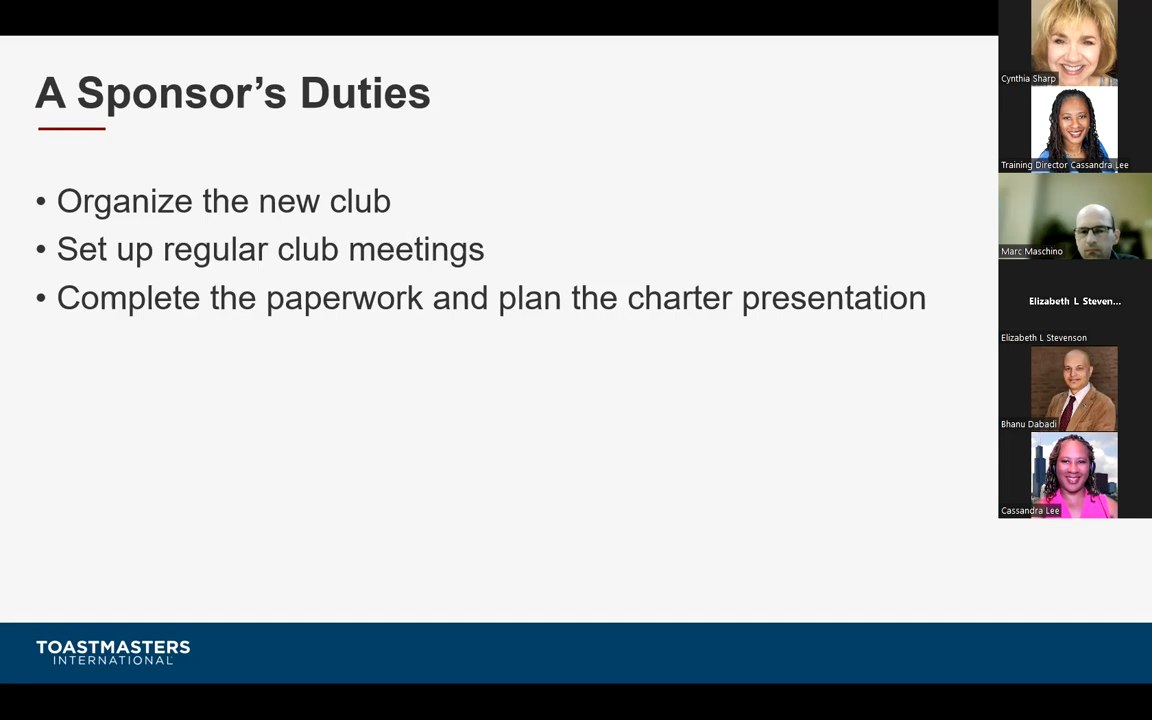 A Sponsor’s Duties
• Organize the new club
• Set up regular club meetings
• Complete the paperwork and plan the charter presentation
TOASTMASTERS
INTERNATIONAL
Cynthia Sharp
Training Director Cassandra Lee
Marc Maschino
Elizabeth L Steven...
Elizabeth L Stevenson
Bhanu Dabadi
Cassandra Lee